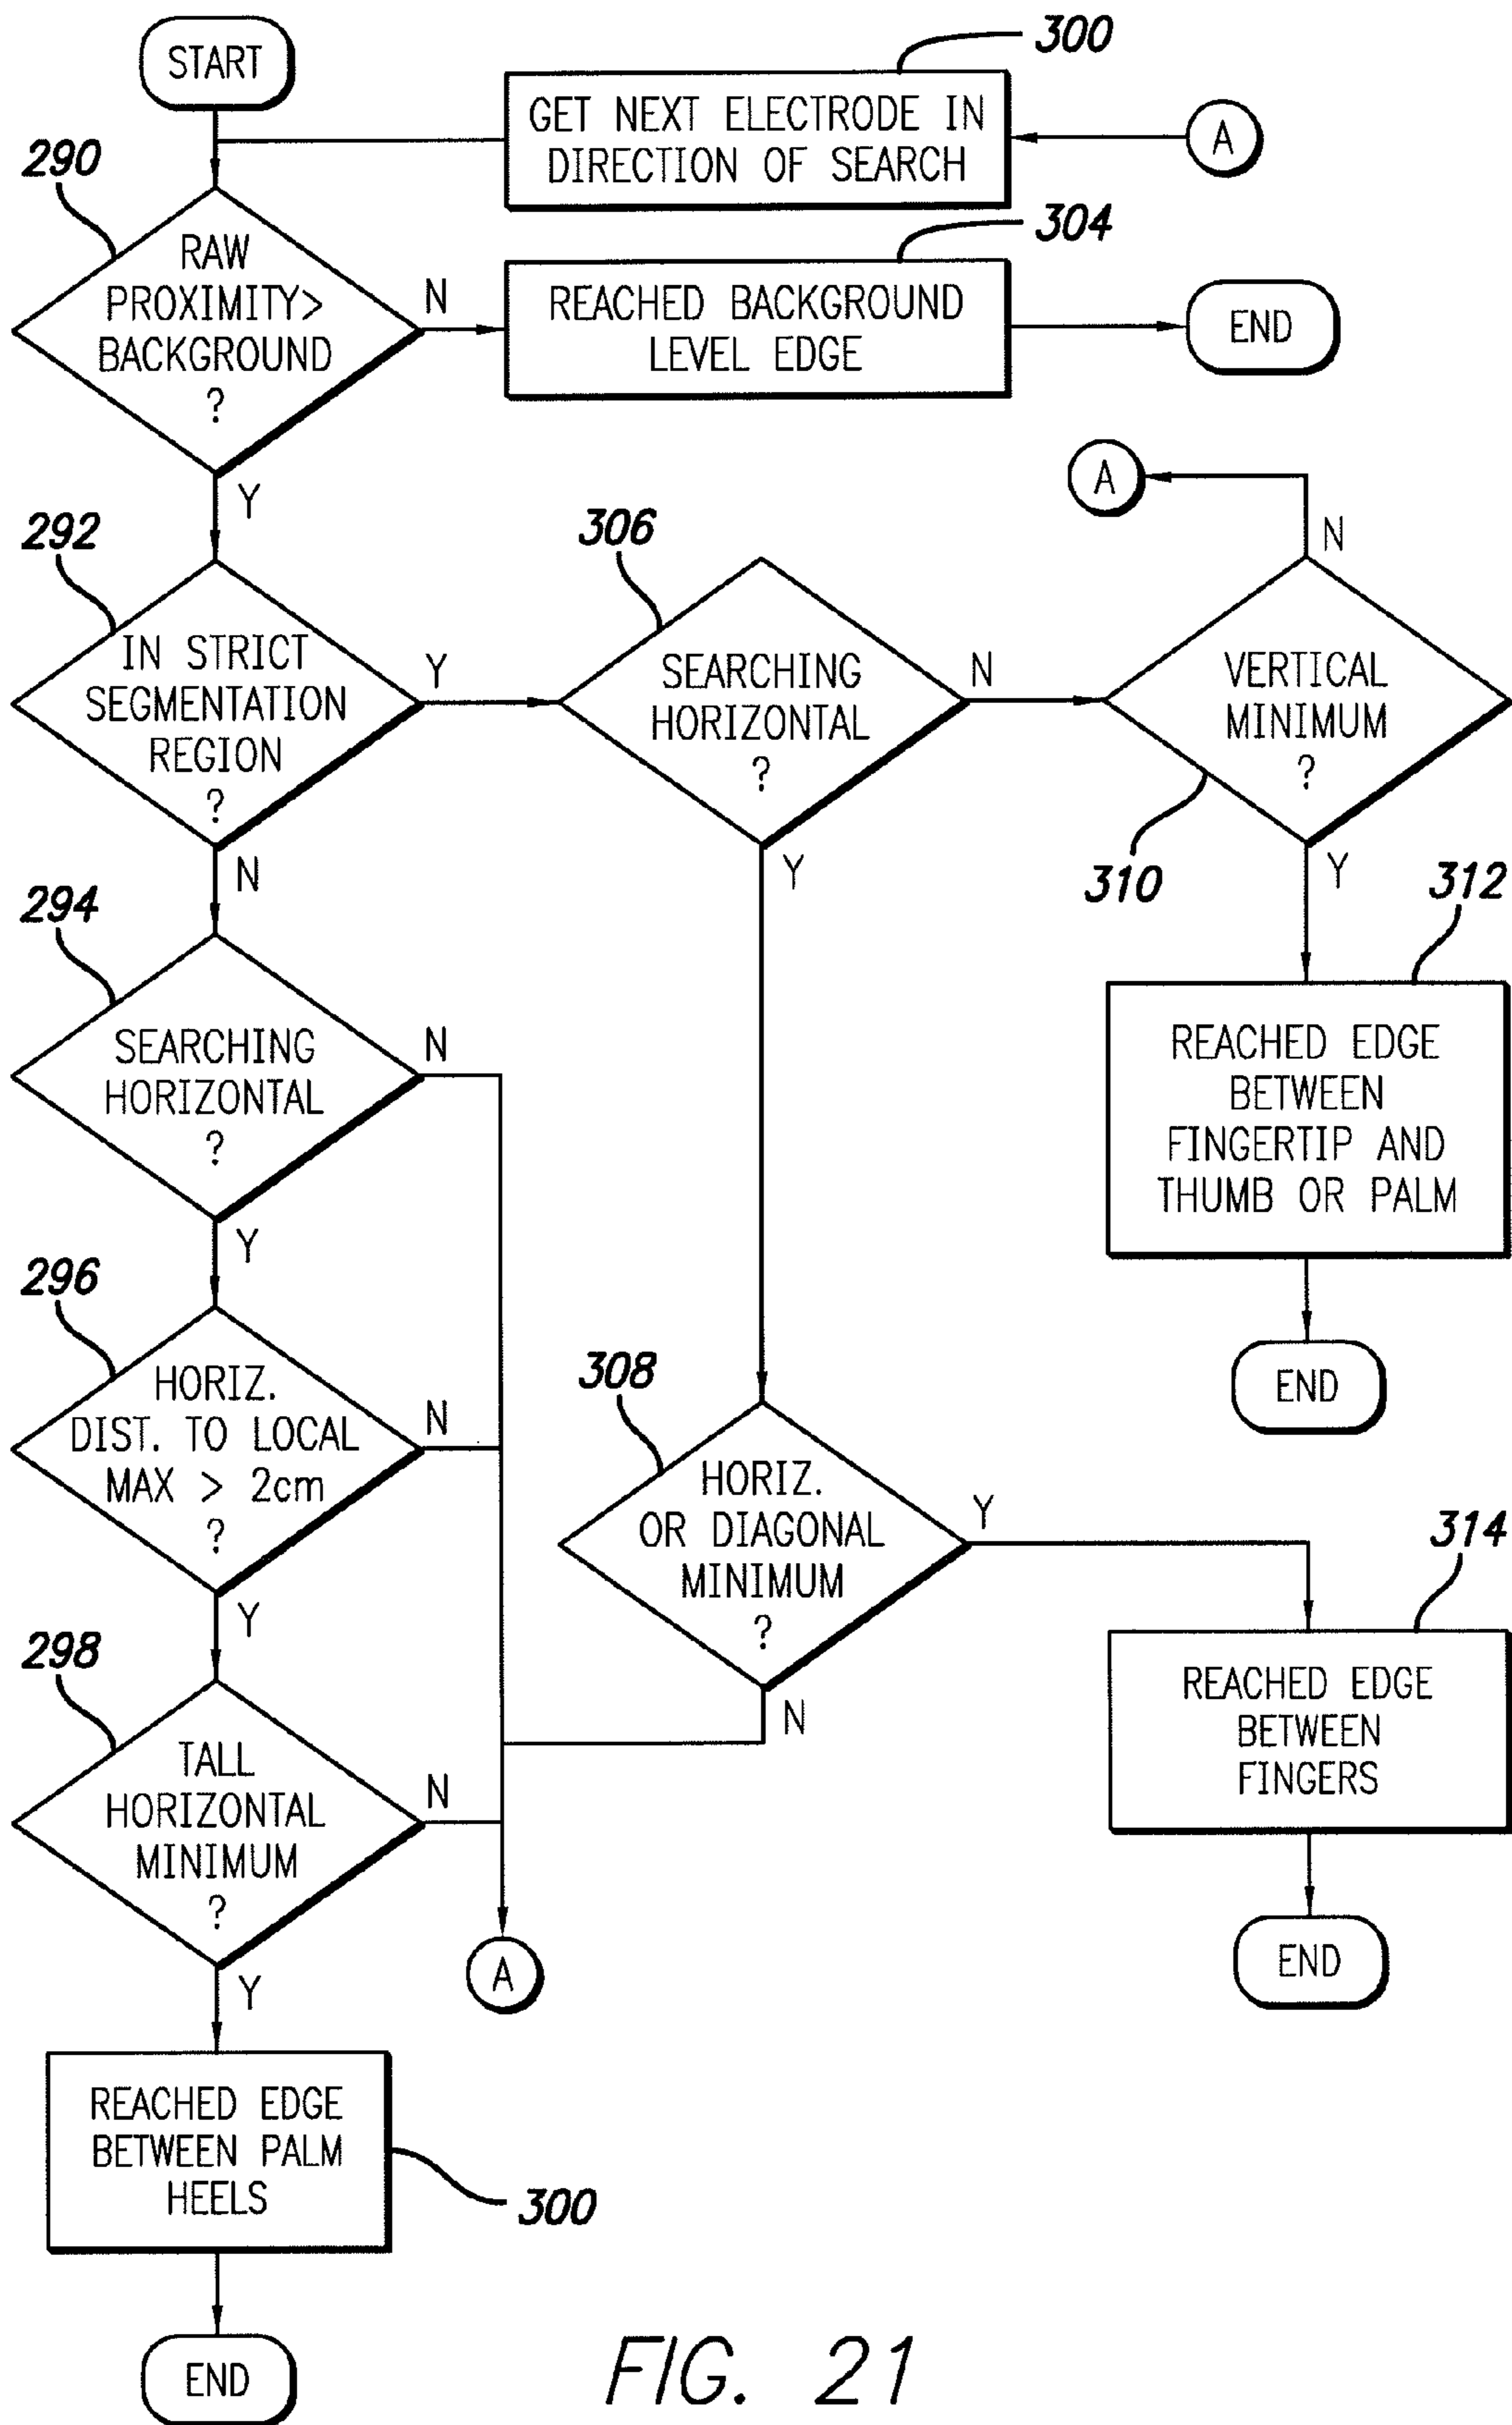 START
300
GET NEXT ELECTRODE IN
DIRECTION OF SEARCH
A
290
RAW
PROXIMITY>
BACKGROUND
?
N
304
REACHED BACKGROUND
LEVEL EDGE
END
Y
A
N
292
IN STRICT
SEGMENTATION
REGION
?
Y
306
SEARCHING
HORIZONTAL
?
N
VERTICAL
MINIMUM
?
310
N
Y
Y
312
REACHED EDGE
BETWEEN
FINGERTIP AND
THUMB OR PALM
END
294
SEARCHING
HORIZONTAL
?
N
Y
296
HORIZ.
DIST. TO LOCAL
MAX > 2cm
?
N
Y
308
HORIZ.
OR DIAGONAL
MINIMUM
?
Y
N
314
REACHED EDGE
BETWEEN
FINGERS
END
298
TALL
HORIZONTAL
MINIMUM
?
N
A
Y
REACHED EDGE
BETWEEN PALM
HEELS
300
END
FIG. 21